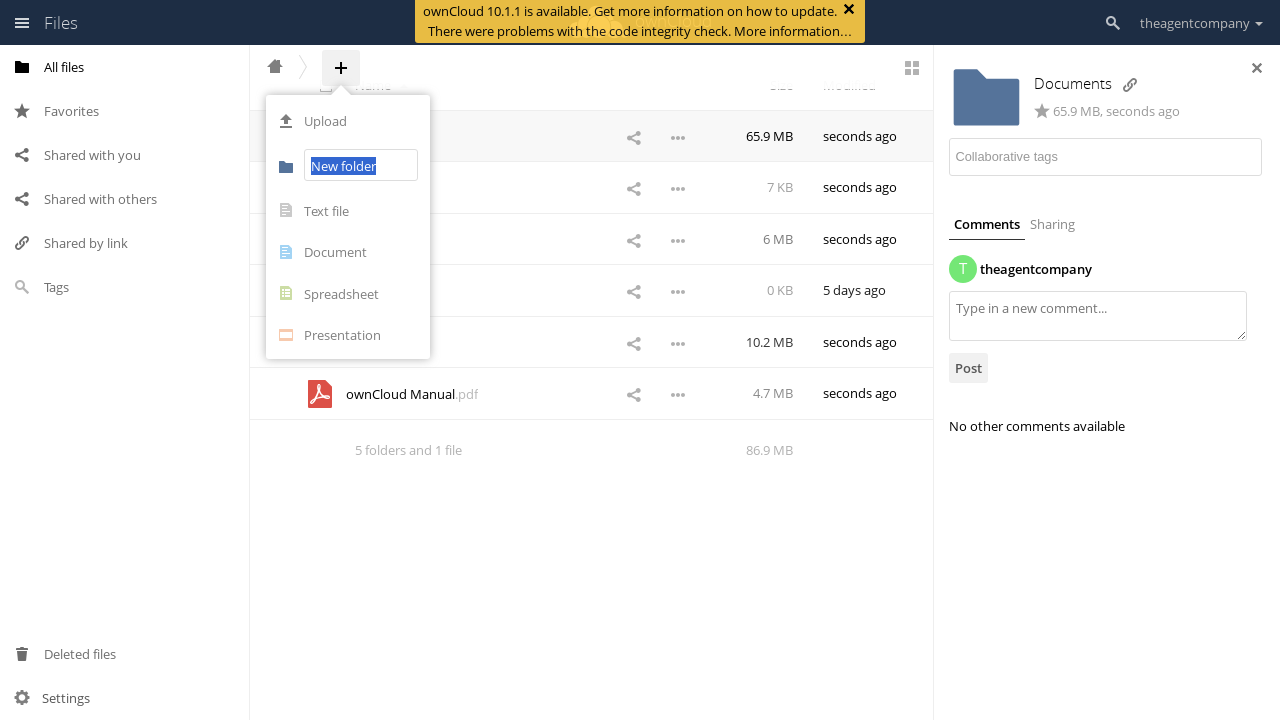 Files
ownCloud 10.1.1 is available. Get more information on how to update.
There were problems with the code integrity check. More information…
theagentcompany
All files
Favorites
Shared with you
Shared with others
Shared by link
Tags
Deleted files
Settings
Upload
New folder
Text file
Document
Spreadsheet
Presentation
Name
Size
Modified
65.9 MB
seconds ago
7 KB
seconds ago
6 MB
seconds ago
0 KB
5 days ago
10.2 MB
seconds ago
ownCloud Manual.pdf
4.7 MB
seconds ago
5 folders and 1 file
86.9 MB
Documents
65.9 MB, seconds ago
Collaborative tags
Comments
Sharing
T
theagentcompany
Type in a new comment...
Post
No other comments available